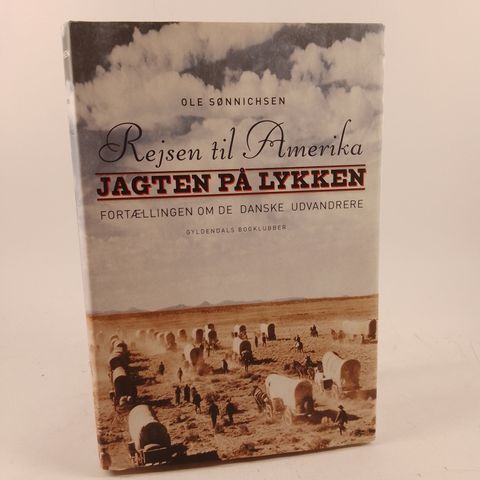 OLE SØNNICHSEN
Rejsen til Amerika
JAGTEN PÅ LYKKEN
FORTÆLLINGEN OM DE DANSKE UDVANDRERE
GYLDENDALS BOGKLUBBER